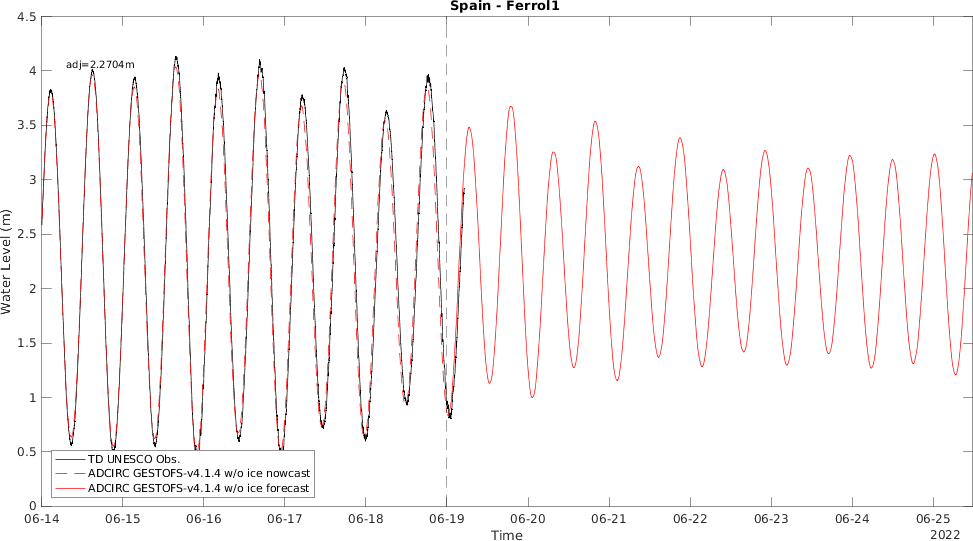 Spain - Ferrol1
4.5
4
3.5
3
2.5
2
1.5
1
0.5
0
Water Level (m)
adj=2.2704m
TD UNESCO Obs.
ADCIRC GESTOFS-v4.1.4 w/o ice nowcast
ADCIRC GESTOFS-v4.1.4 w/o ice forecast
06-14 06-15 06-16 06-17 06-18 06-19 06-20 06-21 06-22 06-23 06-24 06-25
Time
2022